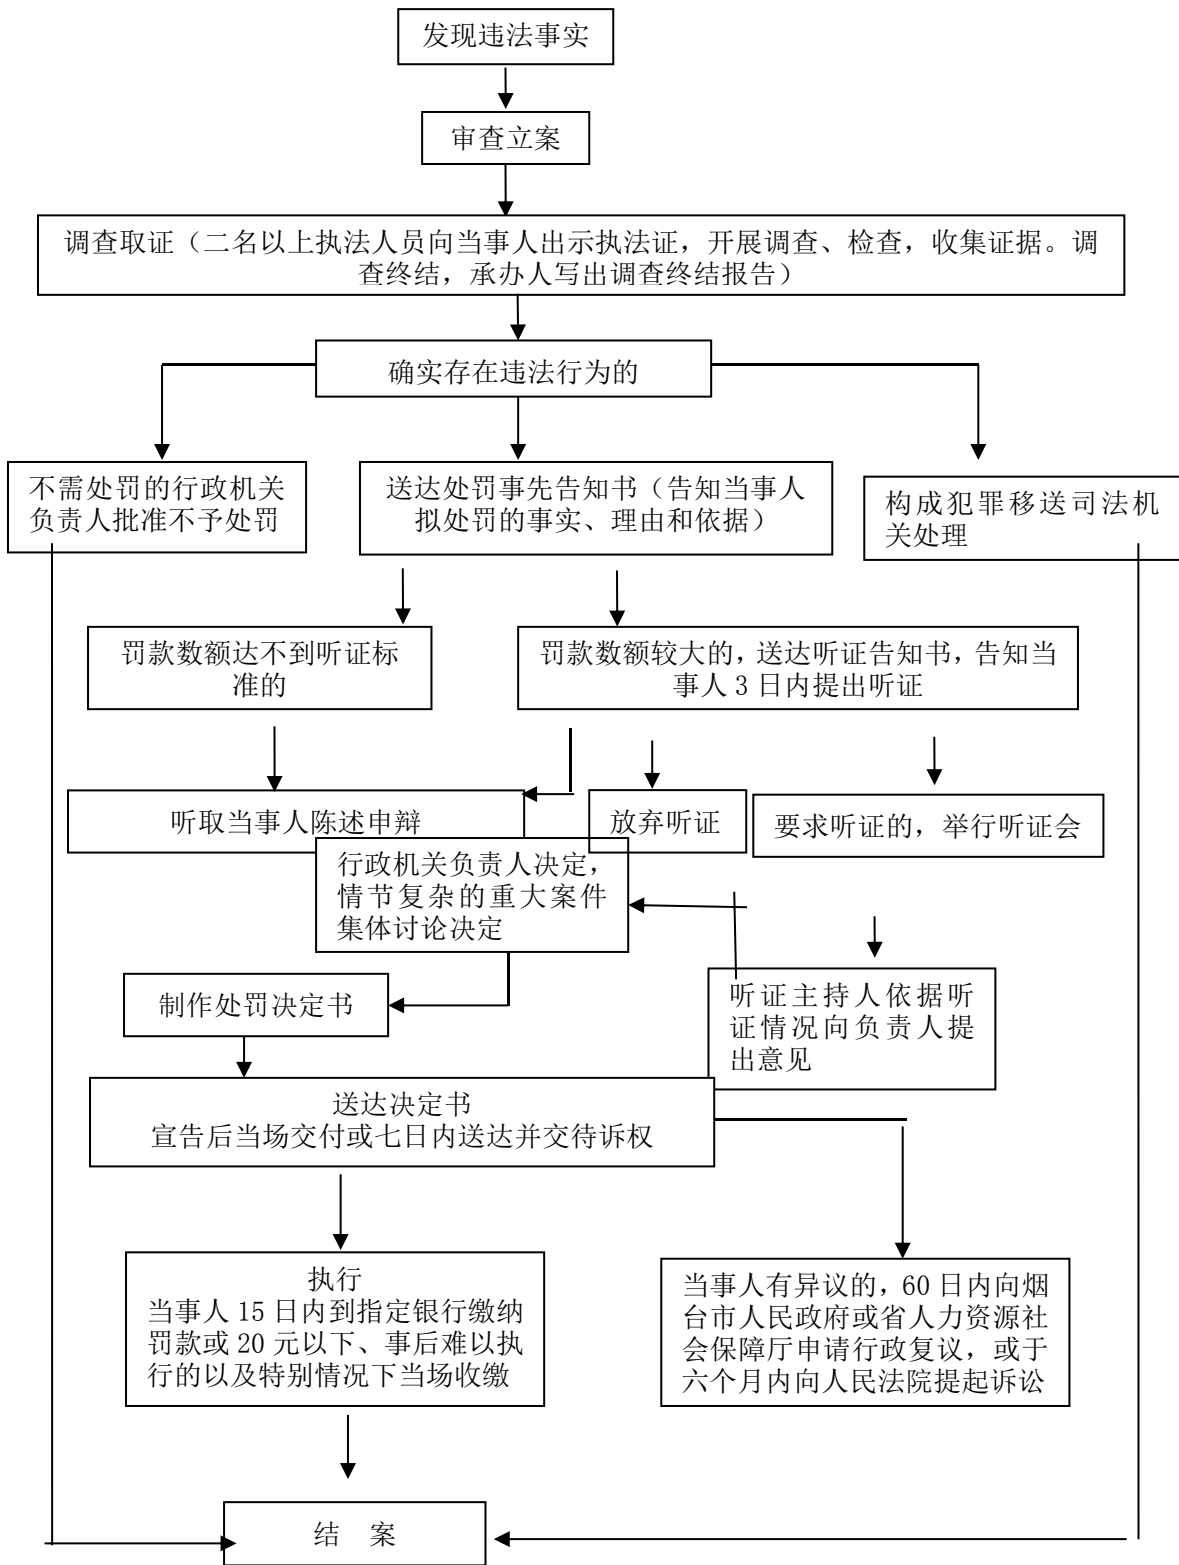 发现违法事实
审查立案
调查取证（二名以上执法人员向当事人出示执法证，开展调查、检查，收集证据。调
查终结，承办人写出调查终结报告）
确实存在违法行为的
不需处罚的行政机关
负责人批准不予处罚
送达处罚事先告知书（告知当事人
拟处罚的事实、理由和依据）
构成犯罪移送司法机
关处理
罚款数额达不到听证标
准的
罚款数额较大的，送达听证告知书，告知当
事人 3 日内提出听证
听取当事人陈述申辩
放弃听证
要求听证的，举行听证会
行政机关负责人决定，
情节复杂的重大案件
集体讨论决定
制作处罚决定书
听证主持人依据听
证情况向负责人提
出意见
送达决定书
宣告后当场交付或七日内送达并交待诉权
执行
当事人 15 日内到指定银行缴纳
罚款或 20 元以下、事后难以执
行的以及特别情况下当场收缴
当事人有异议的，60 日内向烟
台市人民政府或省人力资源社
会保障厅申请行政复议，或于
六个月内向人民法院提起诉讼
结 案